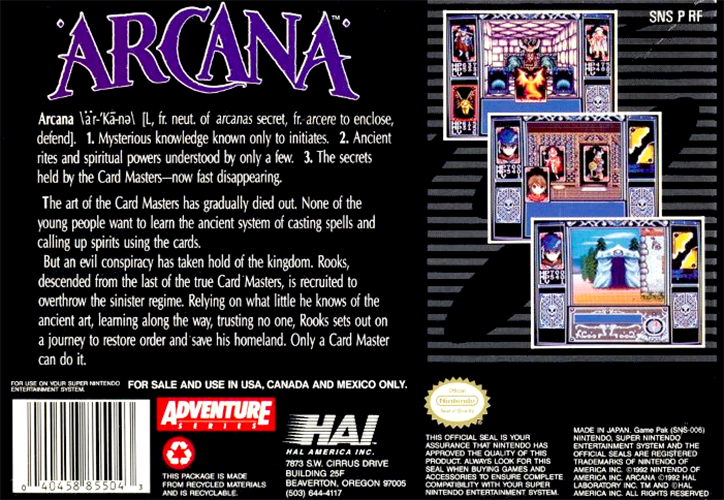 ARCANA™
Arcana \är-'Kā-nə\ [L, fr. neut. of arcanas secret, fr. arcere to enclose,
defend]. 1. Mysterious knowledge known only to initiates. 2. Ancient
rites and spiritual powers understood by only a few. 3. The secrets
held by the Card Masters—now fast disappearing.
The art of the Card Masters has gradually died out. None of the
young people want to learn the ancient system of casting spells and
calling up spirits using the cards.
But an evil conspiracy has taken hold of the kingdom. Rooks,
descended from the last of the true Card Masters, is recruited to
overthrow the sinister regime. Relying on what little he knows of the
ancient art, learning along the way, trusting no one, Rooks sets out on
a journey to restore order and save his homeland. Only a Card Master
can do it.
FOR USE ON YOUR SUPER NINTENDO
ENTERTAINMENT SYSTEM.
FOR SALE AND USE IN USA, CANADA AND MEXICO ONLY.
0 40458 85504 3
ADVENTURE
SERIES
THIS PACKAGE IS MADE
FROM RECYCLED MATERIALS
AND IS RECYCLABLE.
HAL
HAL AMERICA INC.
7873 S.W. CIRRUS DRIVE
BUILDING 25F
BEAVERTON, OREGON 97005
(503) 644-4117
SNS P RF
Official
Nintendo
Seal of Quality
THIS OFFICIAL SEAL IS YOUR
ASSURANCE THAT NINTENDO HAS
APPROVED THE QUALITY OF THIS
PRODUCT. ALWAYS LOOK FOR THIS
SEAL WHEN BUYING GAMES AND
ACCESSORIES TO ENSURE COMPLETE
COMPATIBILITY WITH YOUR SUPER
NINTENDO ENTERTAINMENT SYSTEM.
MADE IN JAPAN. Game Pak (SNS-006)
NINTENDO, SUPER NINTENDO
ENTERTAINMENT SYSTEM AND THE
OFFICIAL SEALS ARE REGISTERED
TRADEMARKS OF NINTENDO OF
AMERICA INC. ©1992 NINTENDO OF
AMERICA INC. ARCANA ©1992 HAL
LABORATORY INC. TM AND ©HAL
AMERICA INC. ALL RIGHTS RESERVED.